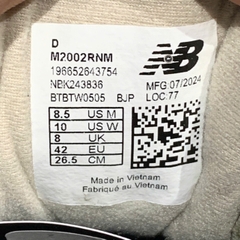 D
M2002RNM
196652643754
NBK243836
BTBTW0505 BJP
MFG:07/2024
LOC:77
8.5 US M
10 US W
8 UK
42 EU
26.5 CM
Made in Vietnam
Fabriqué au Vietnam